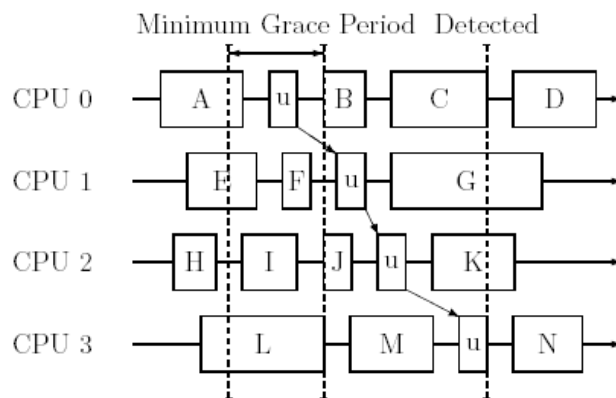 Minimum Grace Period Detected
CPU 0 A u B C D
CPU 1 E F u G
CPU 2 H I J u K
CPU 3 L M u N